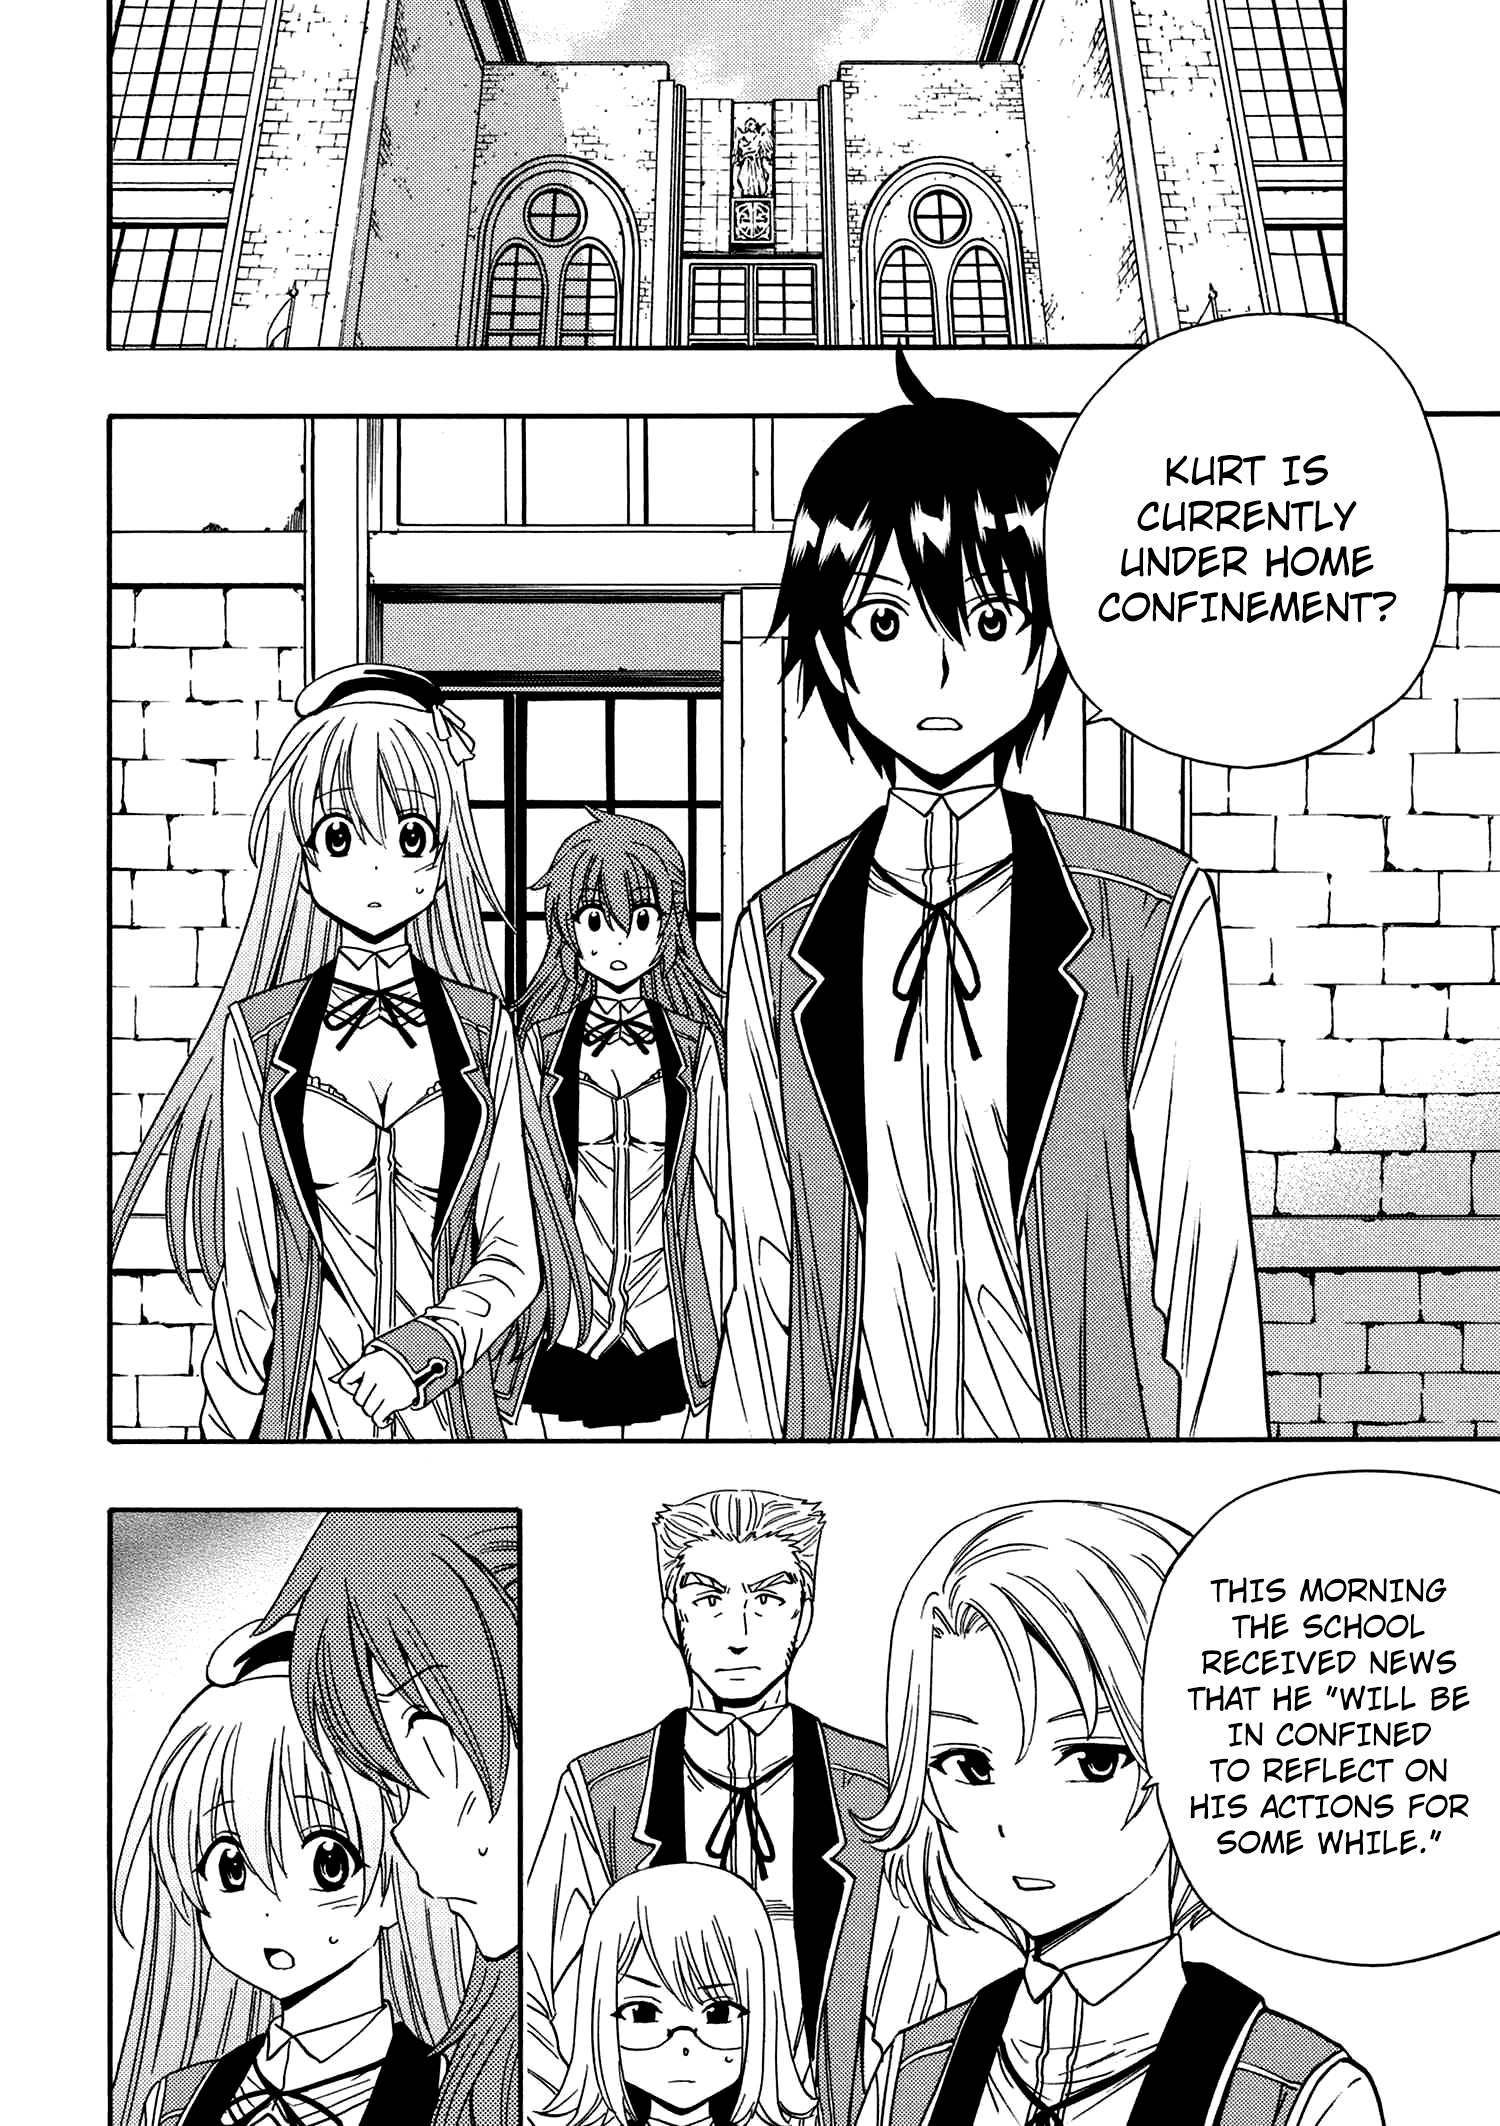 KURT IS
CURRENTLY
UNDER HOME
CONFINEMENT?
THIS MORNING
THE SCHOOL
RECEIVED NEWS
THAT HE "WILL BE
IN CONFINED
TO REFLECT ON
HIS ACTIONS FOR
SOME WHILE."